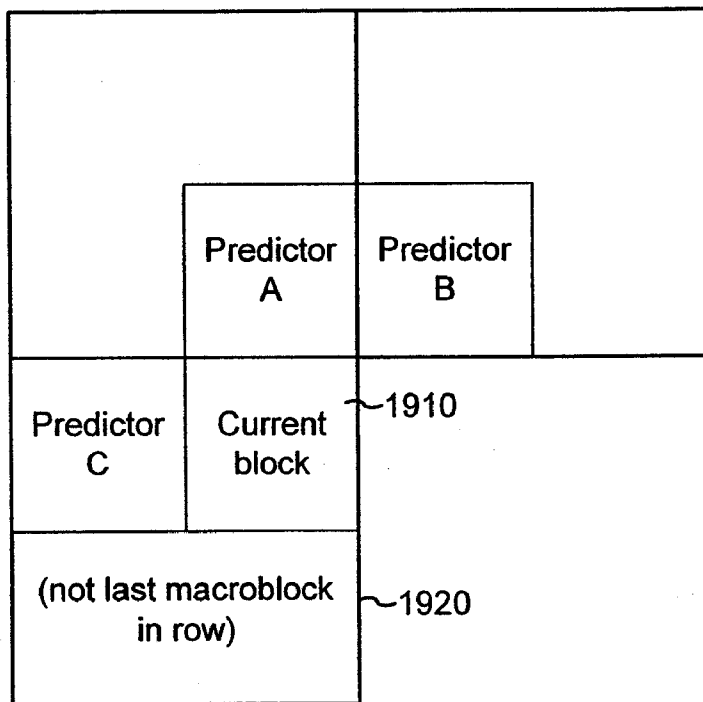 Predictor
A
Predictor
B
Predictor
C
Current
block
1910
(not last macroblock
in row)
1920